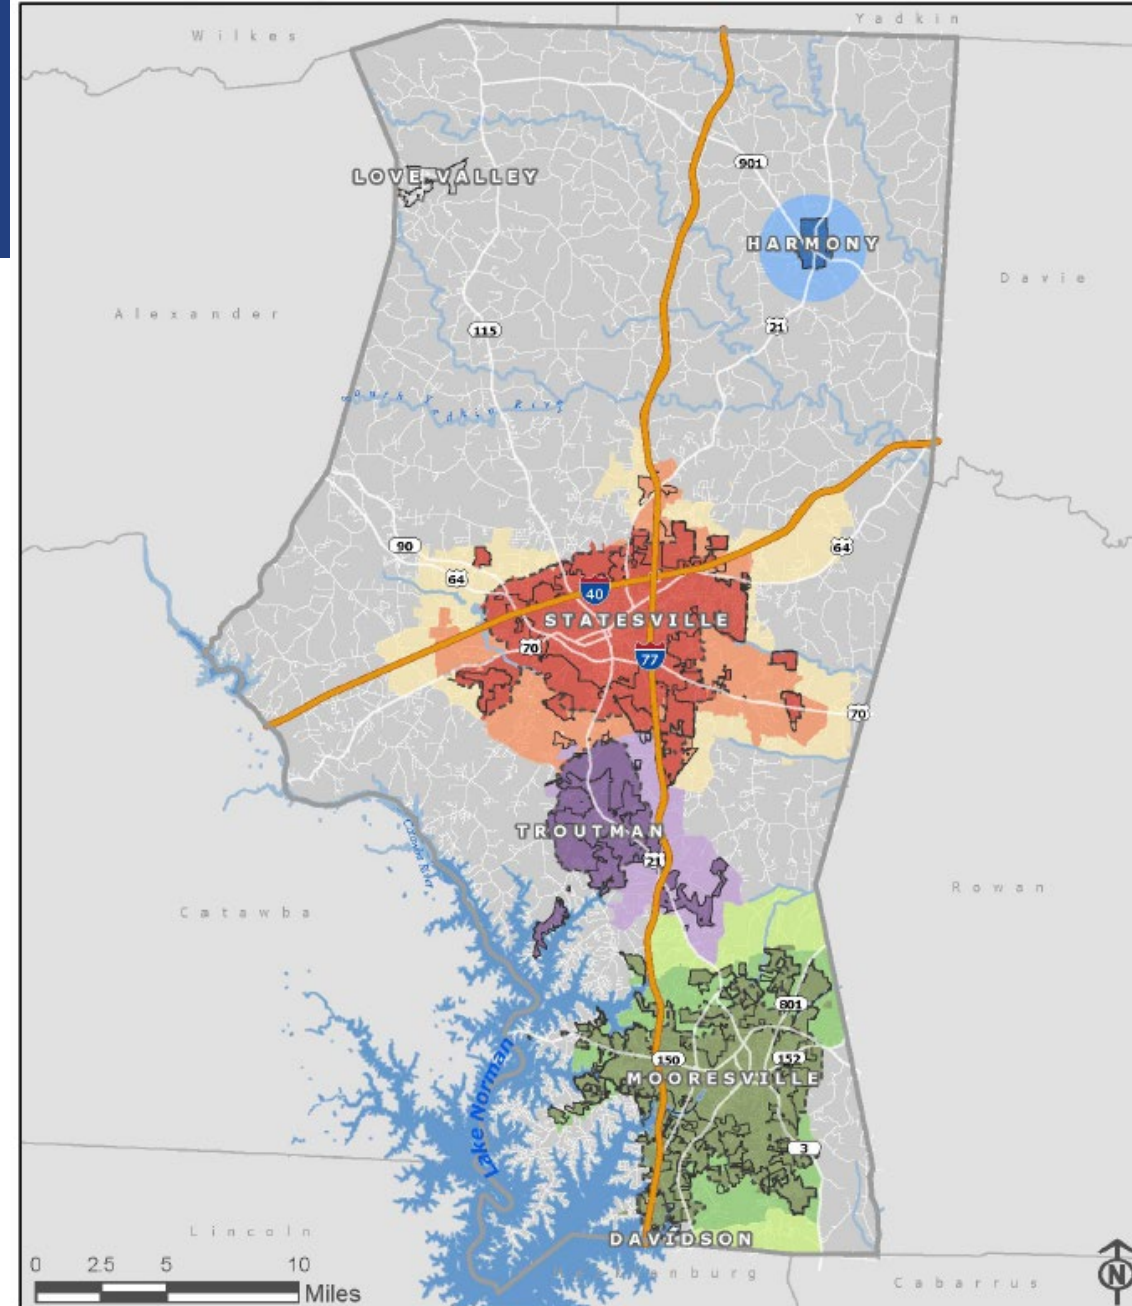 Wilkes
Yadkin
901
LOVE VALLEY
HARMONY
Davie
Alexander
115
21
South Yadkin River
90
64
64
40
STATESVILLE
70
77
70
TROUTMAN
21
Catawba River
Rowan
Catawba
801
150
152
MOORESVILLE
Lake Norman
3
Lincoln
DAVIDSON
Cabarrus
0 2.5 5 10
Miles
N